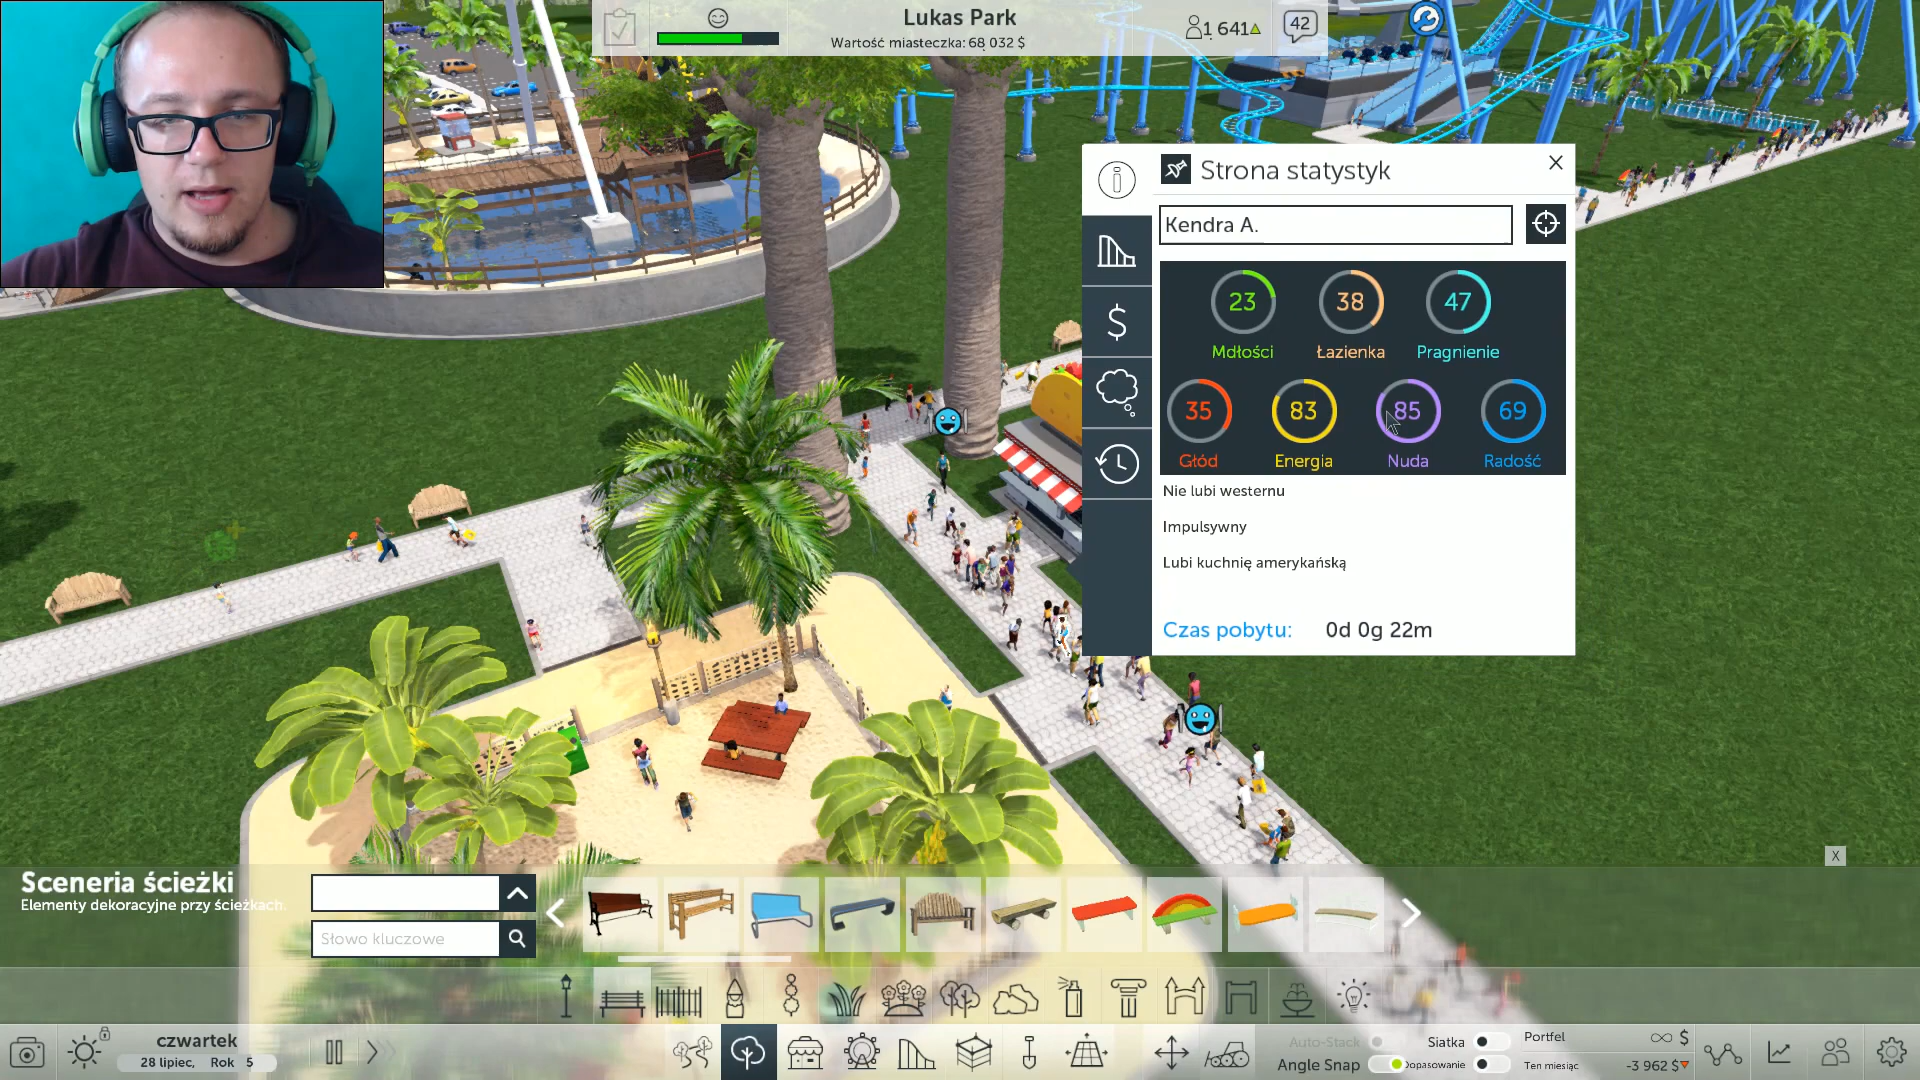 Lukas Park
Wartość miasteczka: 68 032 $
1 641
42
Strona statystyk
Kendra A.
23
38
47
Mdłości
Łazienka
Pragnienie
35
83
85
69
Głód
Energia
Nuda
Radość
Nie lubi westernu
Impulsywny
Lubi kuchnię amerykańską
Czas pobytu: 0d 0g 22m
X
Sceneria ścieżki
Elementy dekoracyjne przy ścieżkach.
Słowo kluczowe
czwartek
28 lipiec, Rok 5
Auto-Stack
Siatka
Angle Snap
Dopasowanie
Portfel
∞ $
Ten miesiąc
-3 962 $